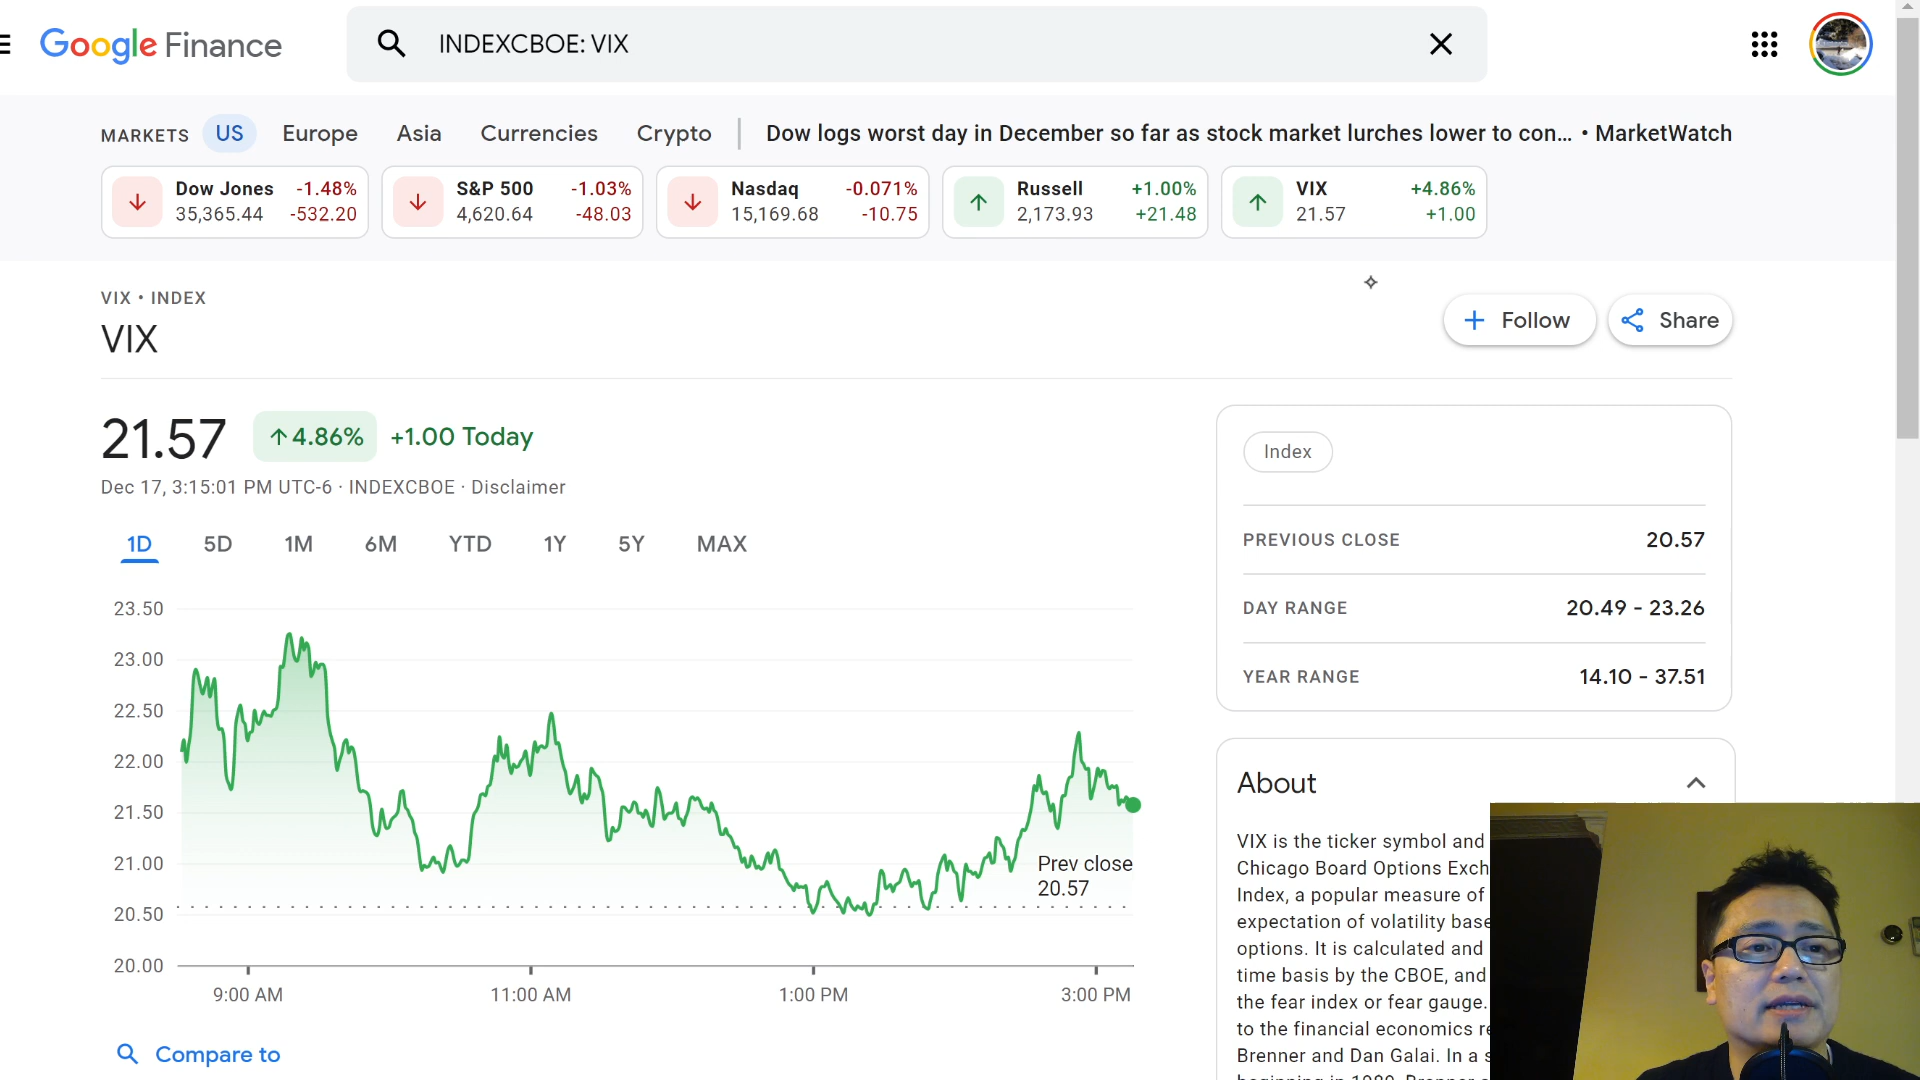 Google Finance
INDEXCBOE: VIX
MARKETS US Europe Asia Currencies Crypto Dow logs worst day in December so far as stock market lurches lower to con... • MarketWatch
Dow Jones -1.48%
35,365.44 -532.20
S&P 500 -1.03%
4,620.64 -48.03
Nasdaq -0.071%
15,169.68 -10.75
Russell +1.00%
2,173.93 +21.48
VIX +4.86%
21.57 +1.00
VIX • INDEX
VIX
Follow
Share
21.57 4.86% +1.00 Today
Dec 17, 3:15:01 PM UTC-6 · INDEXCBOE · Disclaimer
1D 5D 1M 6M YTD 1Y 5Y MAX
23.50
23.00
22.50
22.00
21.50
21.00
20.50
20.00
Prev close
20.57
9:00 AM 11:00 AM 1:00 PM 3:00 PM
Compare to
Index
PREVIOUS CLOSE 20.57
DAY RANGE 20.49 - 23.26
YEAR RANGE 14.10 - 37.51
About
VIX is the ticker symbol and
Chicago Board Options Exch
Index, a popular measure of
expectation of volatility base
options. It is calculated and
time basis by the CBOE, and
the fear index or fear gauge.
to the financial economics re
Brenner and Dan Galai. In a s
beginning in 1989, Brenner